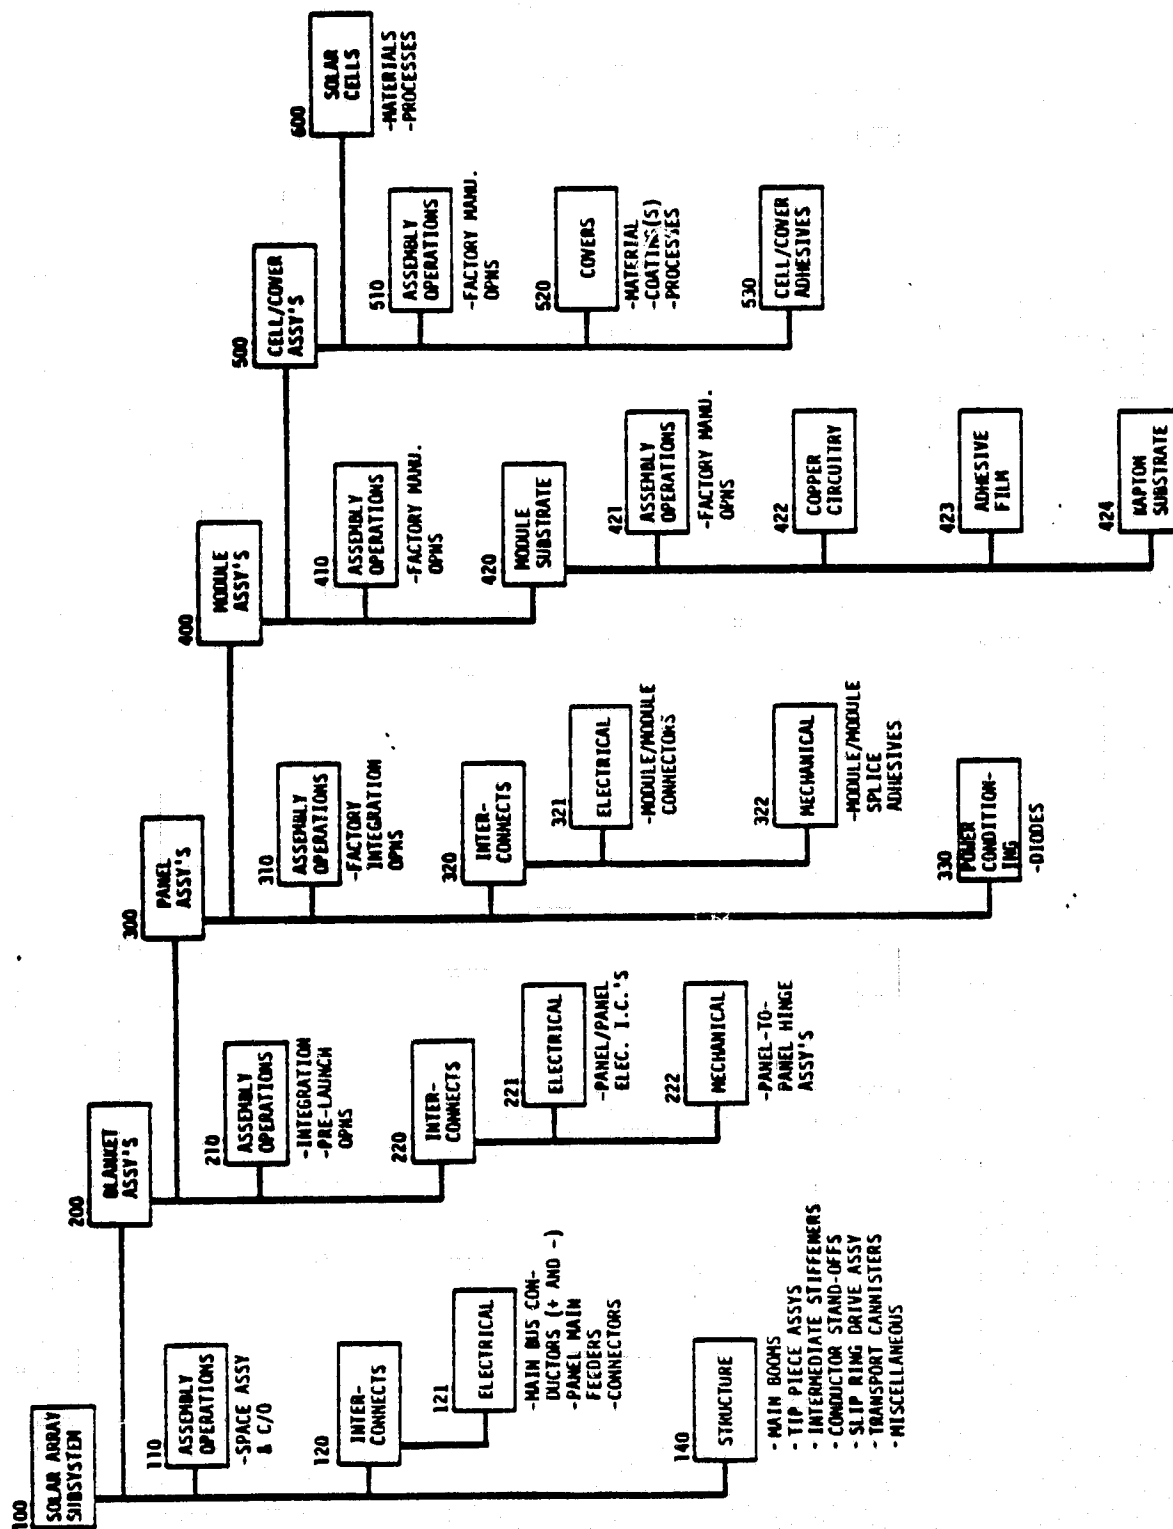 100
SOLAR ARRAY
SUBSYSTEM
110
ASSEMBLY
OPERATIONS
-SPACE ASSY
& C/O
120
INTER-
CONNECTS
121
ELECTRICAL
-MAIN BUS CON-
DUCTORS (+ AND -)
-PANEL MAIN
FEEDERS
-CONNECTORS
140
STRUCTURE
- MAIN BOOMS
- TIP PIECE ASSYS
- INTERMEDIATE STIFFENERS
- CONDUCTOR STAND-OFFS
- SLIP RING DRIVE ASSY
- TRANSPORT CANNISTERS
- MISCELLANEOUS
200
BLANKET
ASSY'S
210
ASSEMBLY
OPERATIONS
-INTEGRATION
-PRE-LAUNCH
OPNS
220
INTER-
CONNECTS
221
ELECTRICAL
-PANEL/PANEL
ELEC. I.C.'S
222
MECHANICAL
-PANEL-TO-
PANEL HINGE
ASSY'S
300
PANEL
ASSY'S
310
ASSEMBLY
OPERATIONS
-FACTORY
INTEGRATION
OPNS
320
INTER-
CONNECTS
321
ELECTRICAL
-MODULE/MODULE
CONNECTORS
322
MECHANICAL
-MODULE/MODULE
SPLICE
ADHESIVES
330
POWER
CONDITION-
ING
-DIODES
400
MODULE
ASSY'S
410
ASSEMBLY
OPERATIONS
-FACTORY MANU.
OPNS
420
MODULE
SUBSTRATE
421
ASSEMBLY
OPERATIONS
-FACTORY MANU.
OPNS
422
COPPER
CIRCUITRY
423
ADHESIVE
FILM
424
KAPTON
SUBSTRATE
500
CELL/COVER
ASSY'S
510
ASSEMBLY
OPERATIONS
-FACTORY MANU.
OPNS
520
COVERS
-MATERIAL
-COATING(S)
-PROCESSES
530
CELL/COVER
ADHESIVES
600
SOLAR
CELLS
-MATERIALS
-PROCESSES